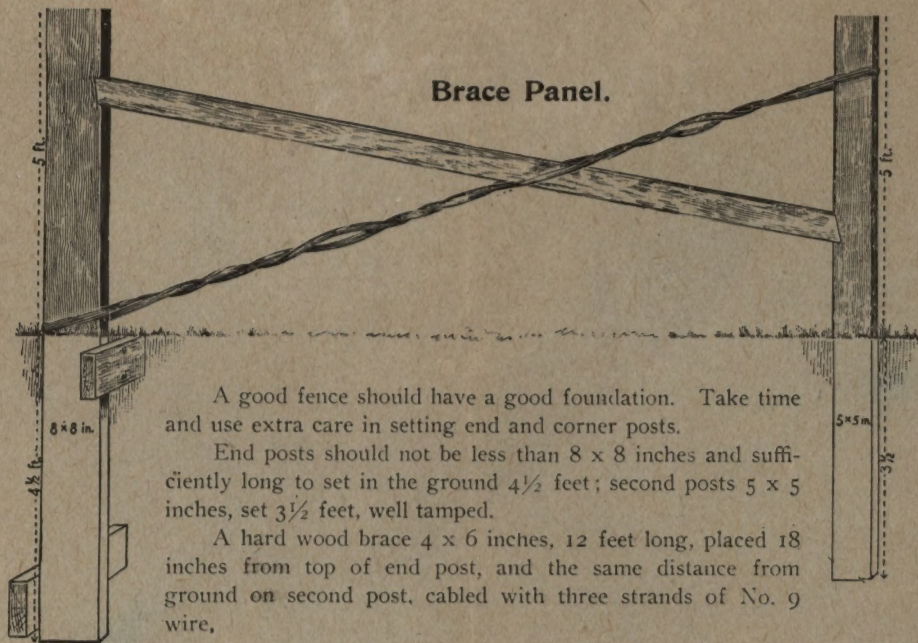 Brace Panel.
5 ft.
5 ft.
A good fence should have a good foundation. Take time
and use extra care in setting end and corner posts.
8 x 8 in.
5 x 5 in.
End posts should not be less than 8 x 8 inches and suffi-
ciently long to set in the ground 4½ feet; second posts 5 x 5
inches, set 3½ feet, well tamped.
4½ ft.
3½
A hard wood brace 4 x 6 inches, 12 feet long, placed 18
inches from top of end post, and the same distance from
ground on second post, cabled with three strands of No. 9
wire,